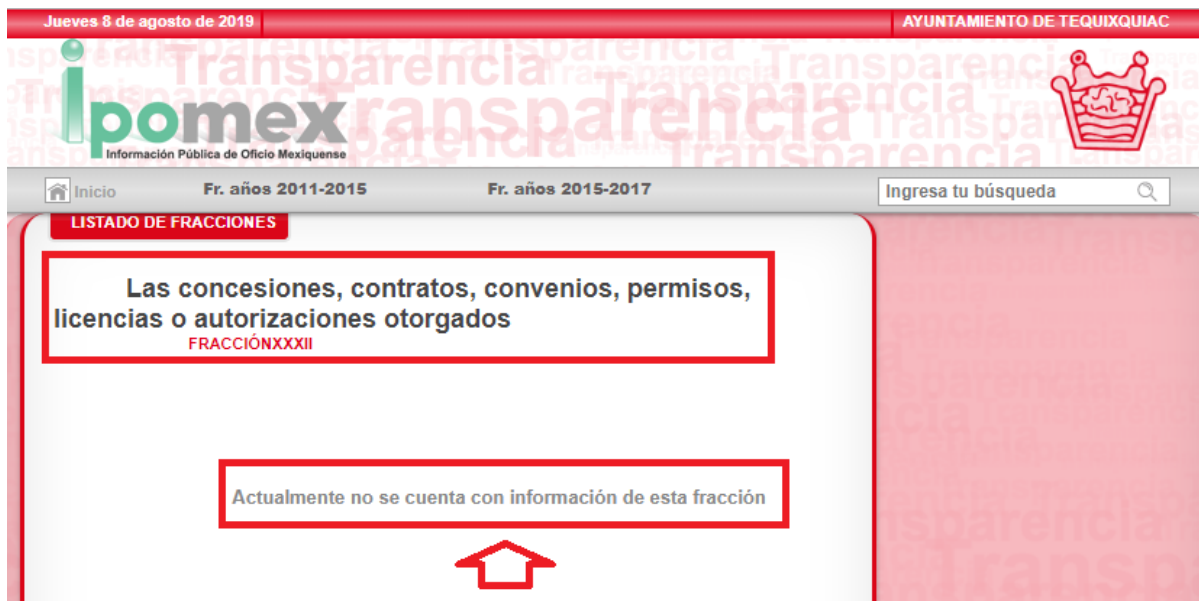 Jueves 8 de agosto de 2019
AYUNTAMIENTO DE TEQUIXQUIAC
ipomex
Información Pública de Oficio Mexiquense
Transparencia
Inicio
Fr. años 2011-2015
Fr. años 2015-2017
Ingresa tu búsqueda
LISTADO DE FRACCIONES
Las concesiones, contratos, convenios, permisos,
licencias o autorizaciones otorgados
FRACCIÓNXXXII
Actualmente no se cuenta con información de esta fracción